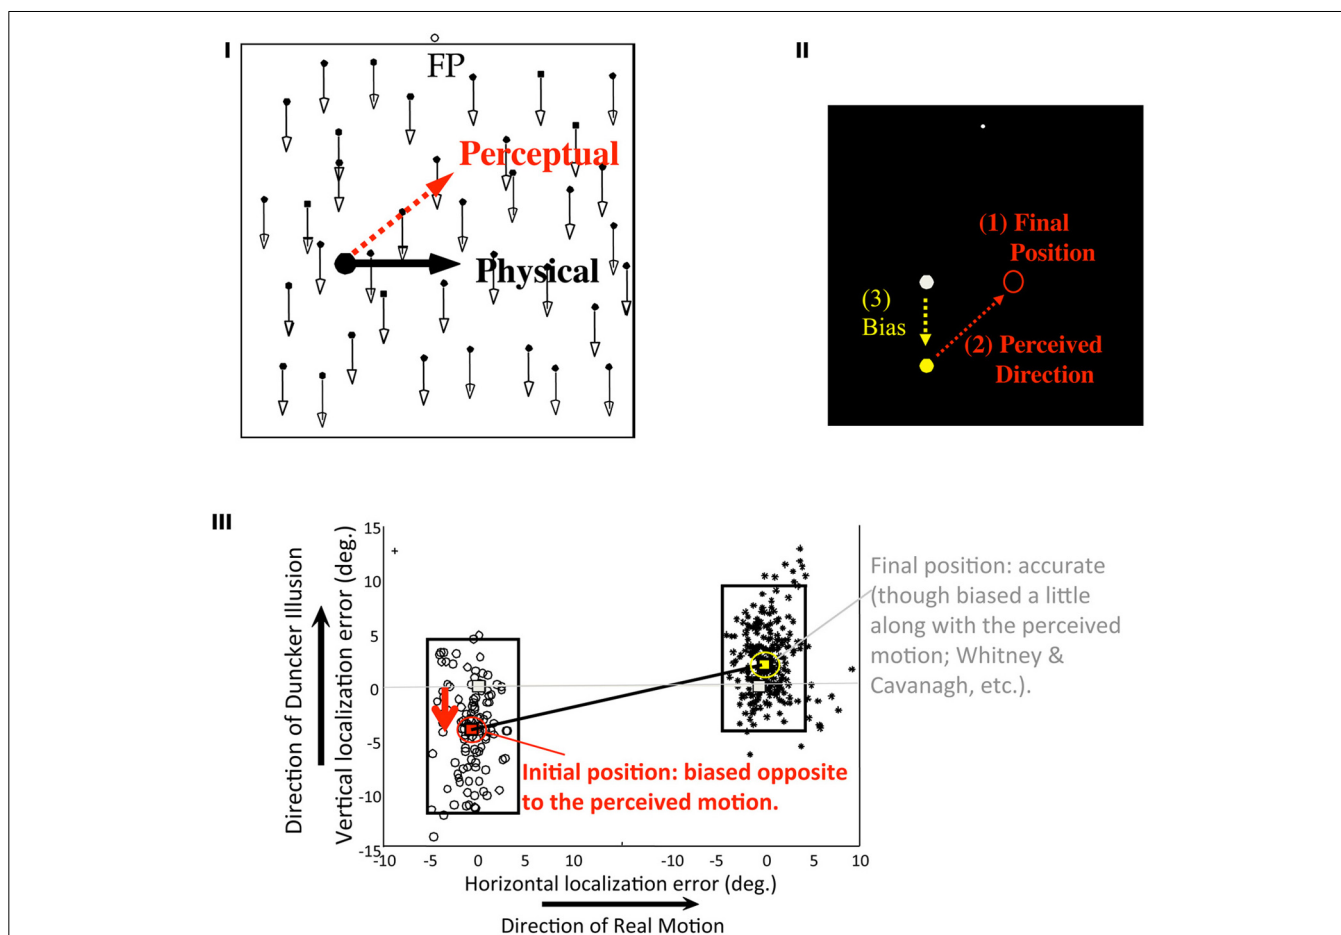 I
FP
Perceptual
Physical
II
(1) Final
Position
(3)
Bias
(2) Perceived
Direction
III
Direction of Duncker Illusion
Vertical localization error (deg.)
15
10
5
0
-5
-10
-15
Final position: accurate
(though biased a little
along with the perceived
motion; Whitney &
Cavanagh, etc.).
Initial position: biased opposite
to the perceived motion.
-10 -5 0 5 10 -10 -5 0 5 10
Horizontal localization error (deg.)
Direction of Real Motion